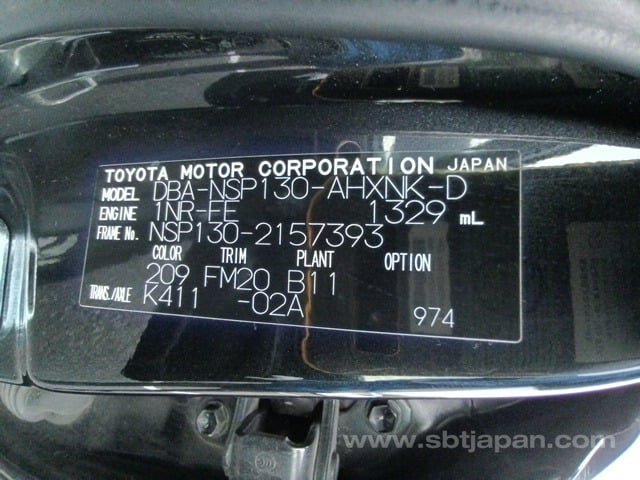 TOYOTA MOTOR CORPORATION JAPAN
MODEL DBA-NSP130-AHXNK-D
ENGINE 1NR-FE 1329 mL
FRAME No. NSP130-2157393
COLOR TRIM PLANT OPTION
209 FM20 B11
TRANS./AXLE K411 -02A
974
www.sbtjapan.com